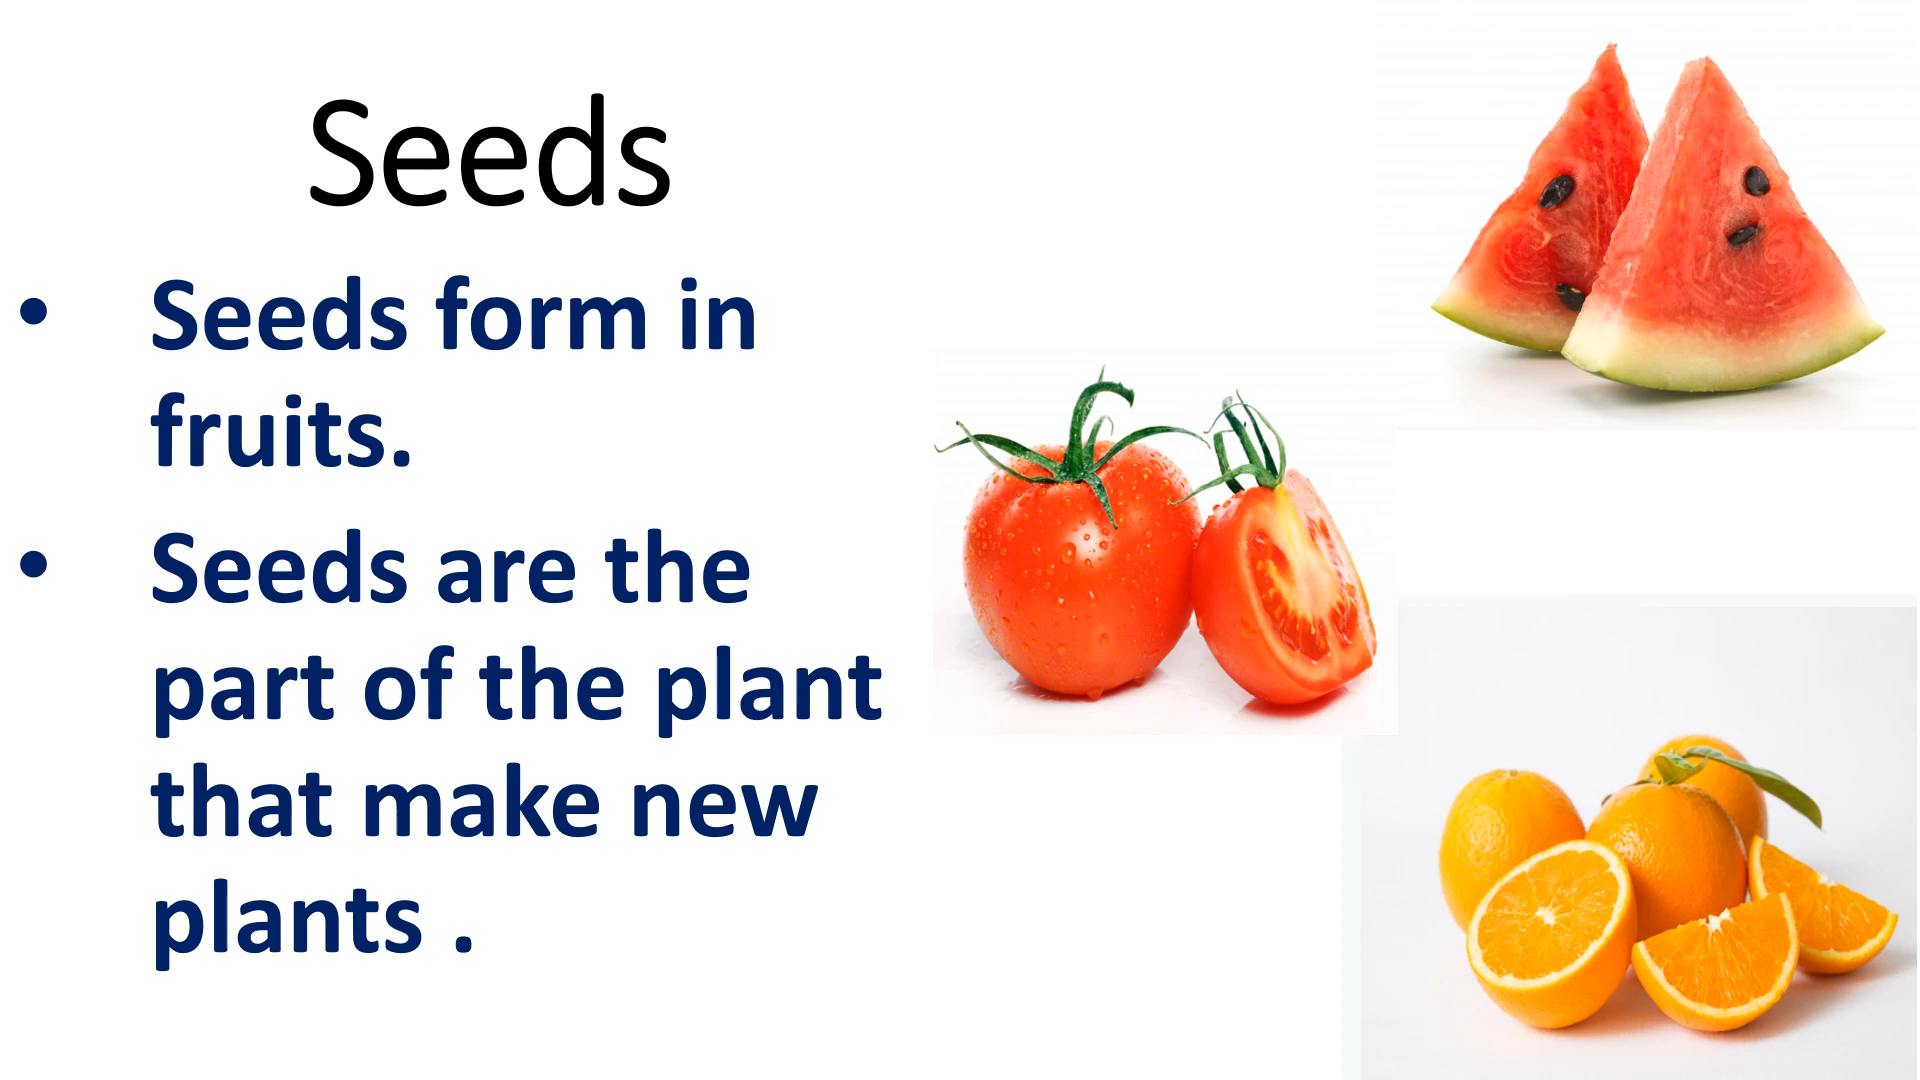 Seeds
• Seeds form in
fruits.
• Seeds are the
part of the plant
that make new
plants .